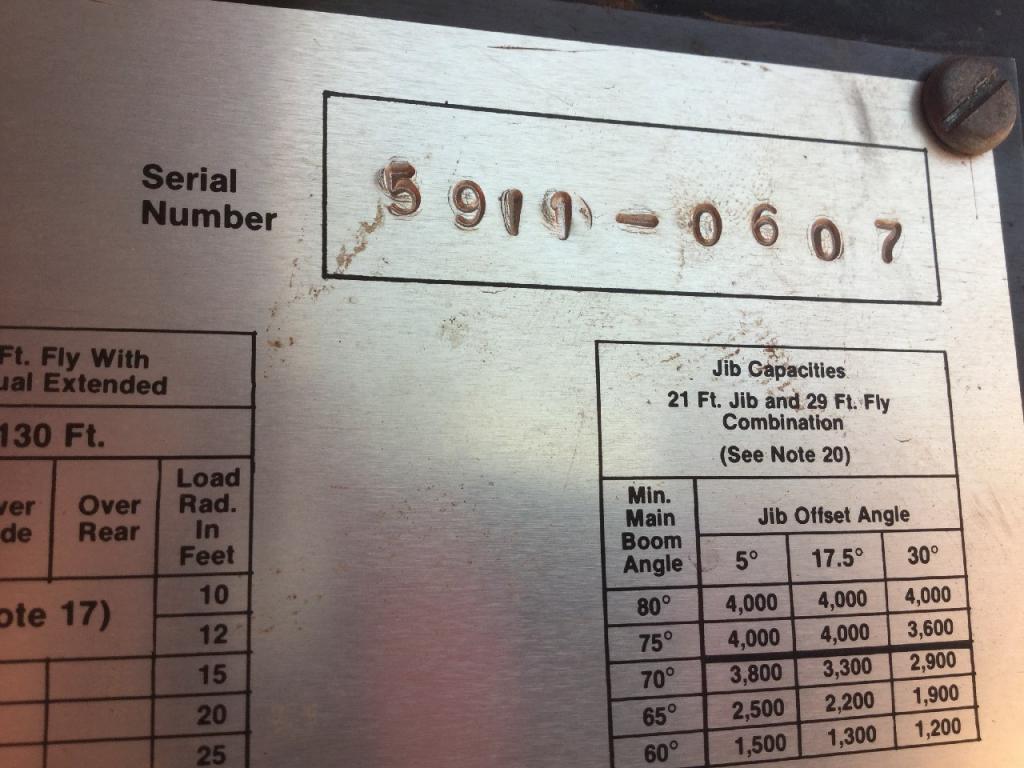 Serial
Number
5911-0607
Ft. Fly With
Extended
130 Ft.
Over
Rear
Load
Rad.
In
Feet
10
12
17)
15
20
25
Jib Capacities
21 Ft. Jib and 29 Ft. Fly
Combination
(See Note 20)
Min.
Main
Boom
Angle
Jib Offset Angle
5° 17.5° 30°
80° 4,000 4,000 4,000
75° 4,000 4,000 3,600
70° 3,800 3,300 2,900
65° 2,500 2,200 1,900
60° 1,500 1,300 1,200